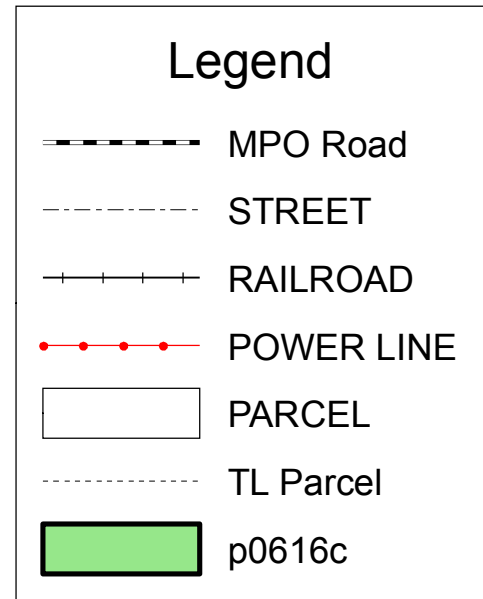 Legend
MPO Road
STREET
RAILROAD
POWER LINE
PARCEL
TL Parcel
p0616c